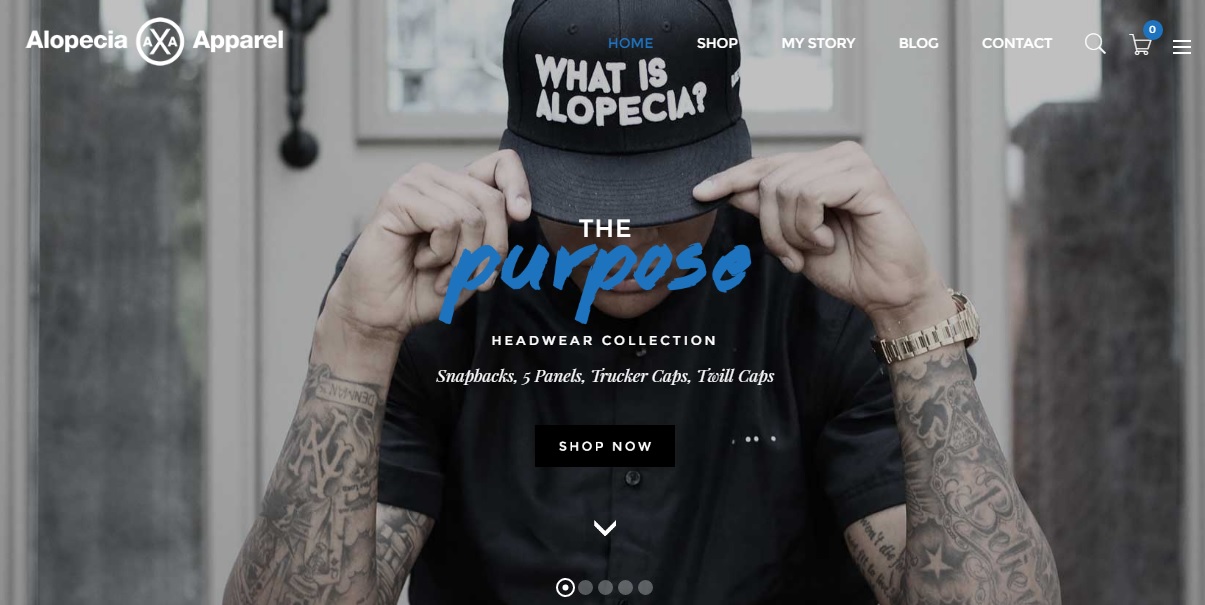 Alopecia AXA Apparel
HOME SHOP MY STORY BLOG CONTACT 0
WHAT IS
ALOPECIA?
THE
purpose
HEADWEAR COLLECTION
Snapbacks, 5 Panels, Trucker Caps, Twill Caps
SHOP NOW